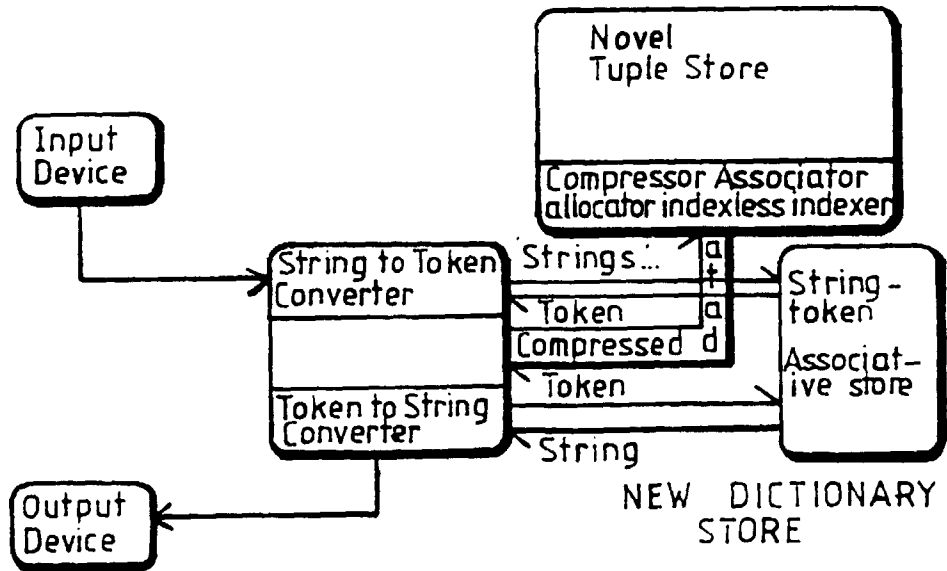 Novel
Tuple Store
Input
Device
Compressor Associator
allocator indexless indexer
String to Token
Converter
Strings...
Token
Compressed d
a
t
a
String-
token
Associat-
ive store
Token
Token to String
Converter
String
NEW DICTIONARY
STORE
Output
Device